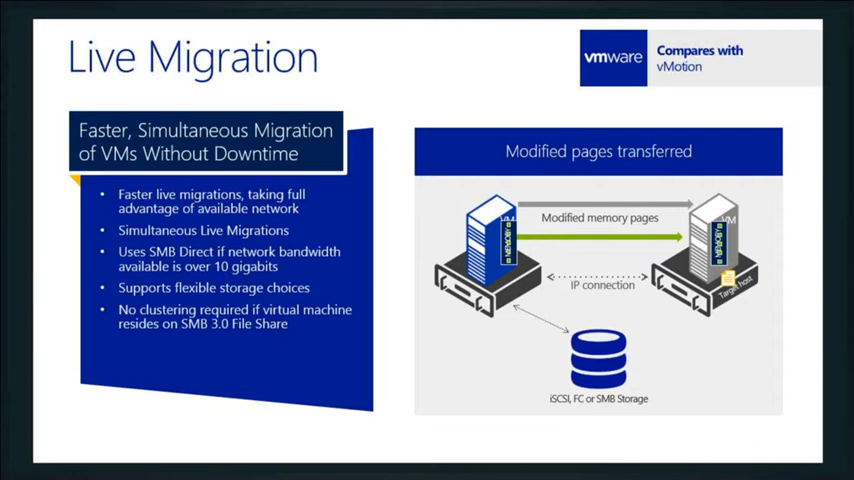 Live Migration
vmware
Compares with
vMotion
Faster, Simultaneous Migration
of VMs Without Downtime
• Faster live migrations, taking full
advantage of available network
• Simultaneous Live Migrations
• Uses SMB Direct if network bandwidth
available is over 10 gigabits
• Supports flexible storage choices
• No clustering required if virtual machine
resides on SMB 3.0 File Share
Modified pages transferred
VM
MEMORY
Modified memory pages
VM
MEMORY
IP connection
Target host
iSCSI, FC or SMB Storage